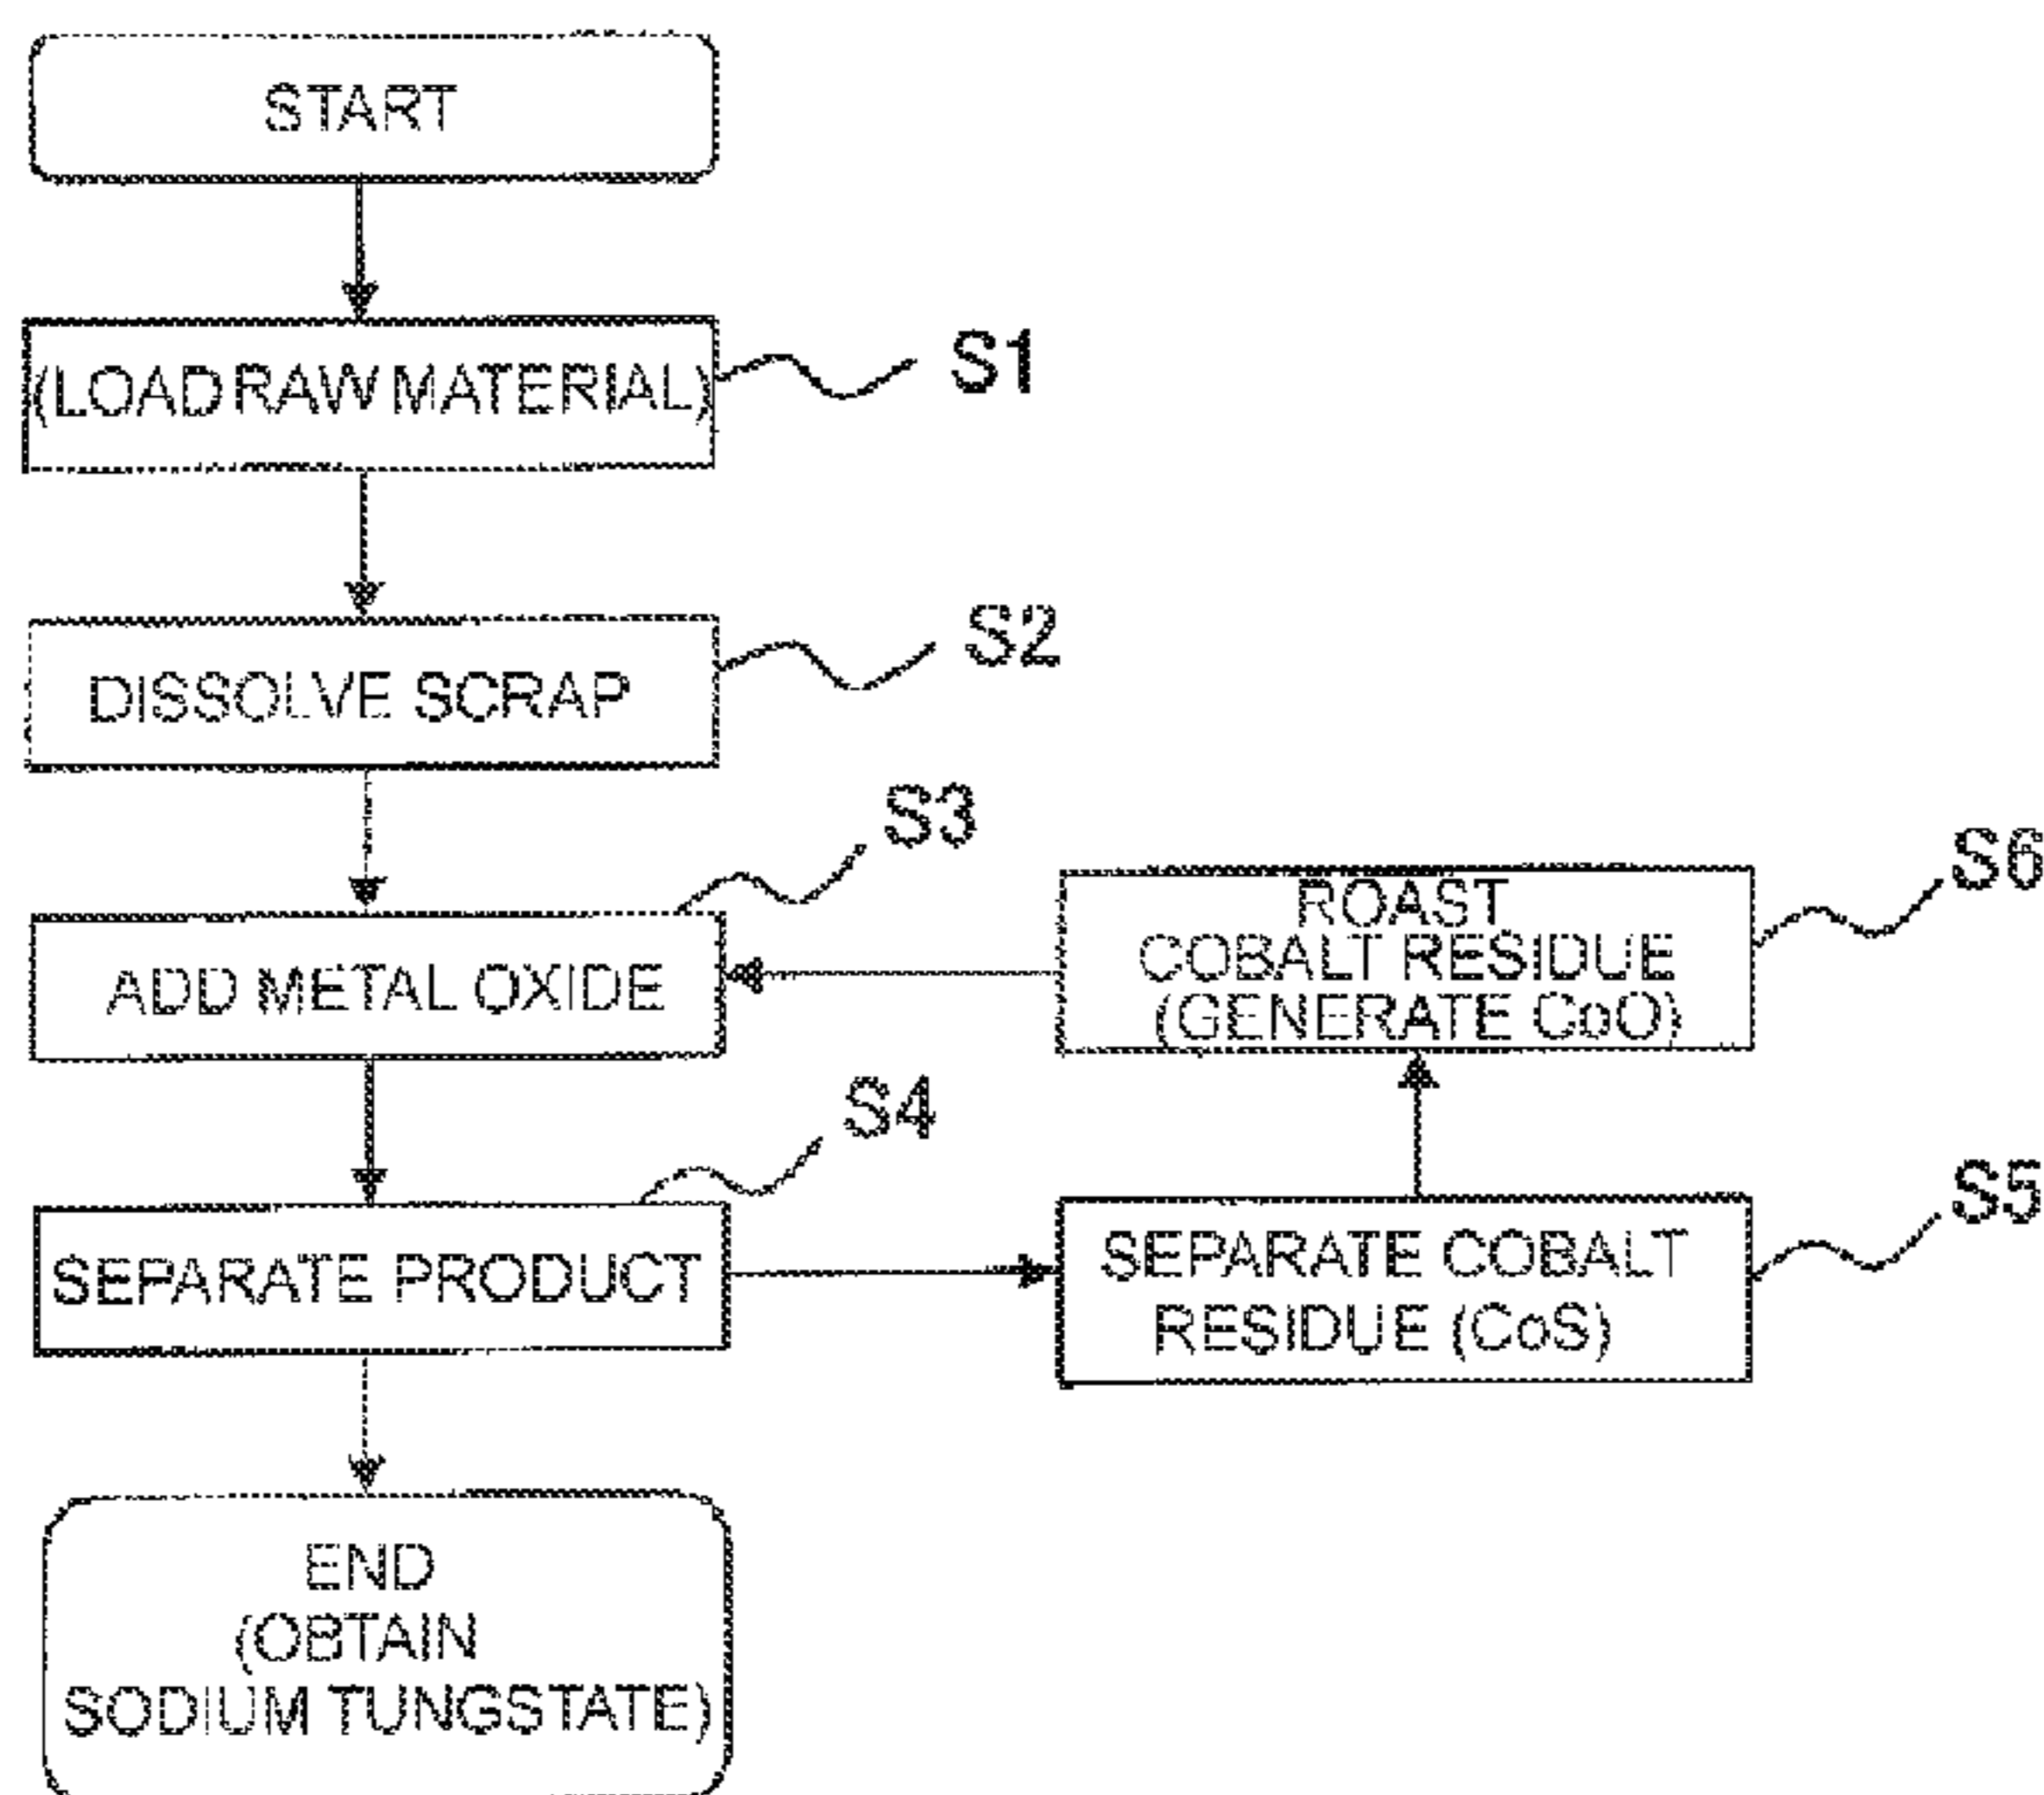 START
(LOAD RAW MATERIAL)
S1
DISSOLVE SCRAP
S2
S3
ADD METAL OXIDE
S6
ROAST
COBALT RESIDUE
(GENERATE CoO)
S4
SEPARATE PRODUCT
S5
SEPARATE COBALT
RESIDUE (CoS)
END
(OBTAIN
SODIUM TUNGSTATE)